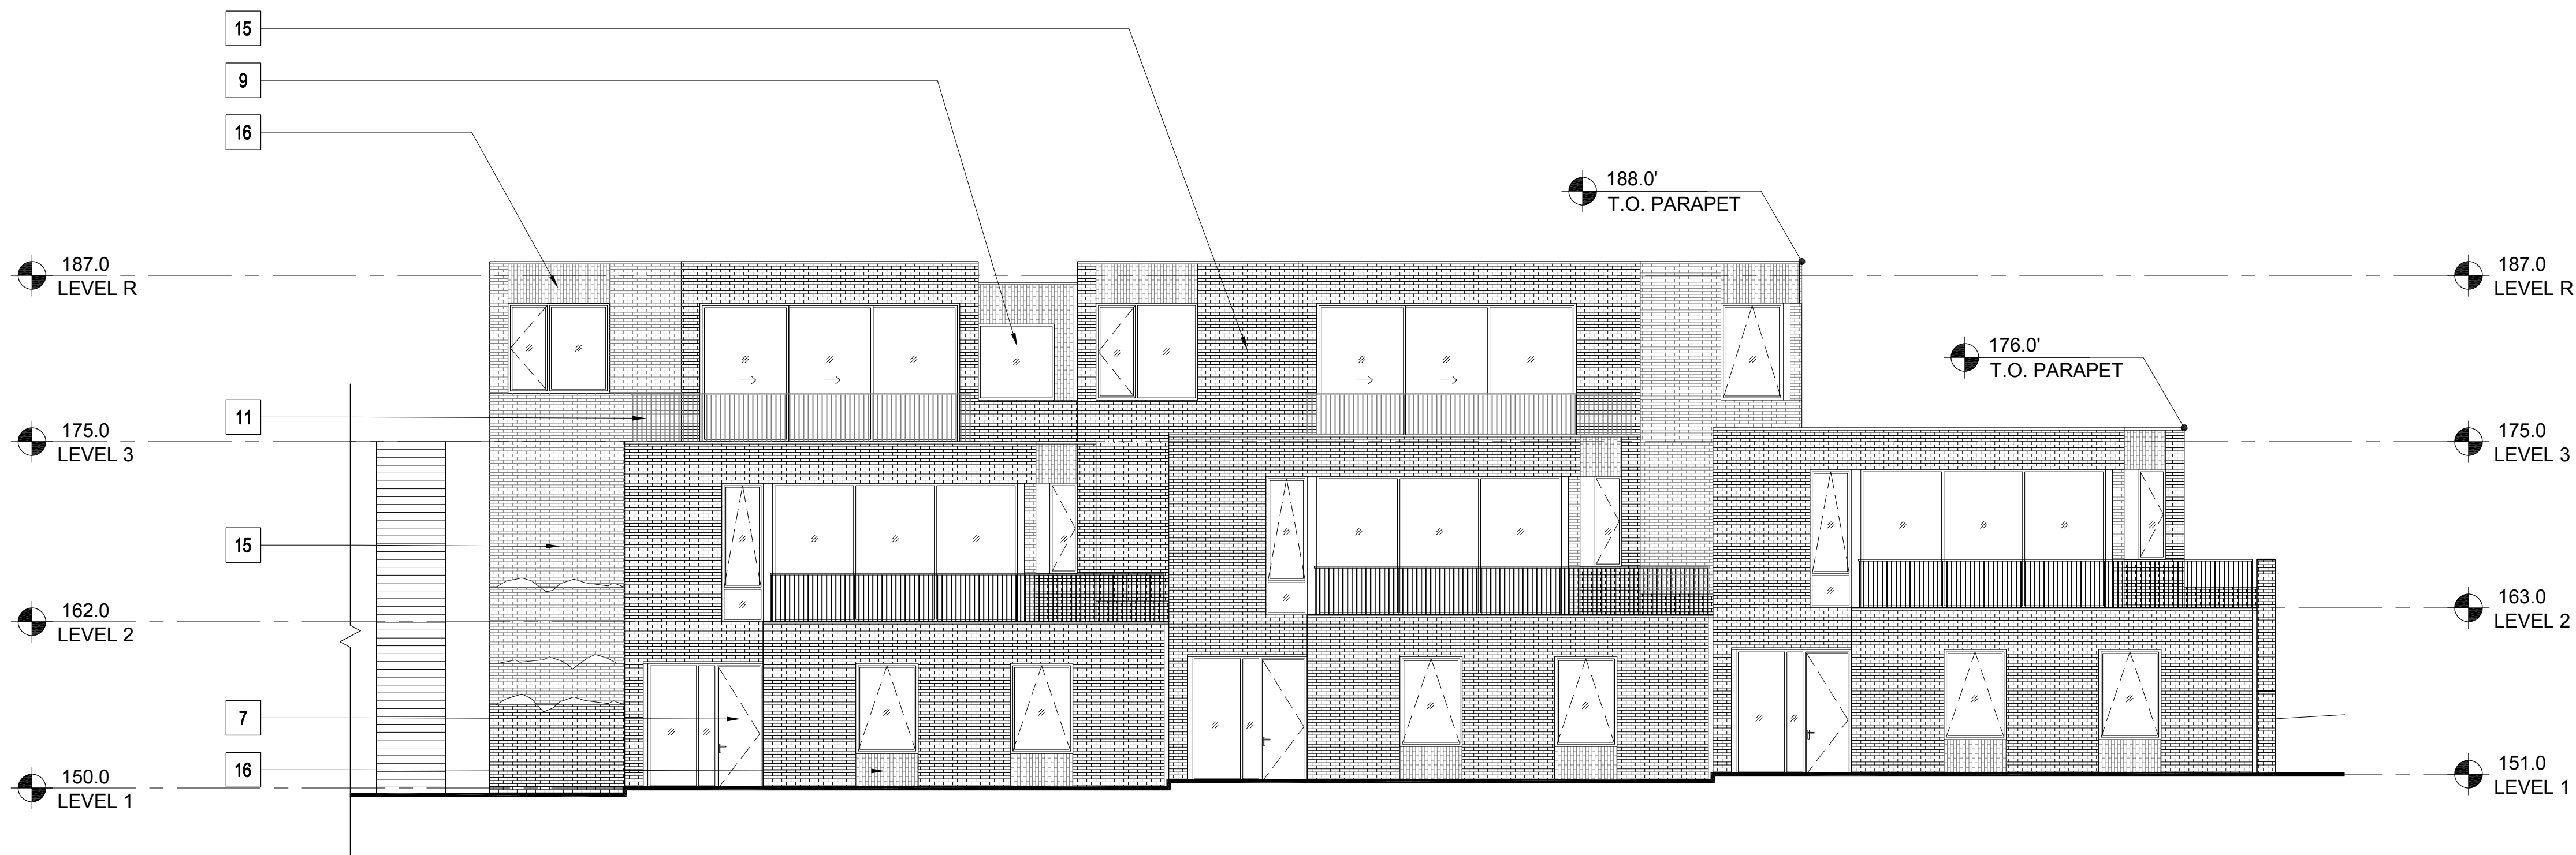 15
9
16
188.0'
T.O. PARAPET
187.0
LEVEL R
187.0
LEVEL R
176.0'
T.O. PARAPET
11
175.0
LEVEL 3
175.0
LEVEL 3
15
162.0
LEVEL 2
163.0
LEVEL 2
7
16
150.0
LEVEL 1
151.0
LEVEL 1